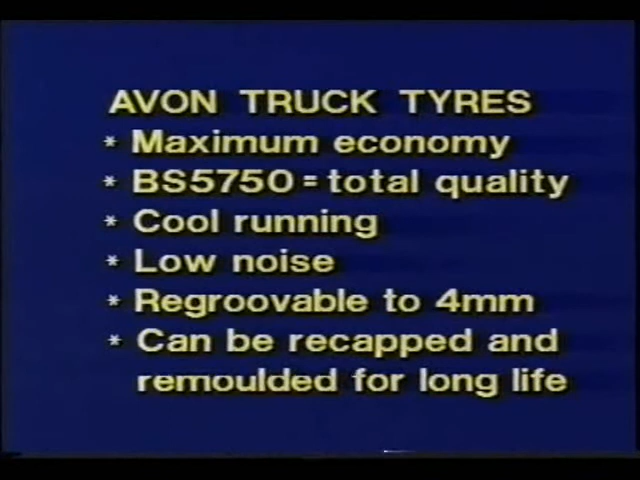 AVON TRUCK TYRES
* Maximum economy
* BS5750 = total quality
* Cool running
* Low noise
* Regroovable to 4mm
* Can be recapped and
remoulded for long life